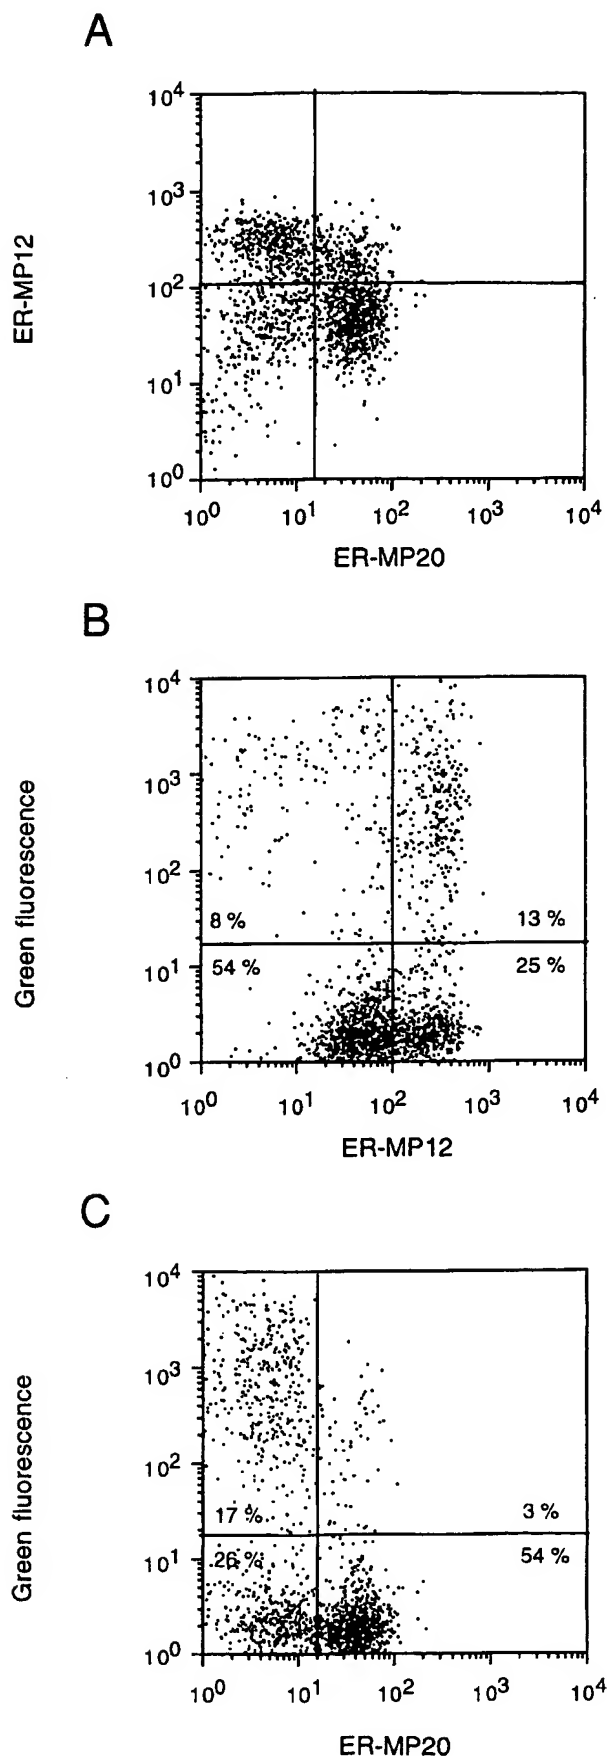 A
ER-MP12
10⁴
10³
10²
10¹
10⁰
10⁰ 10¹ 10² 10³ 10⁴
ER-MP20
B
Green fluorescence
10⁴
10³
10²
8 % 13 %
10¹ 54 % 25 %
10⁰
10⁰ 10¹ 10² 10³ 10⁴
ER-MP12
C
Green fluorescence
10⁴
10³
10²
17 % 3 %
10¹ 26 % 54 %
10⁰
10⁰ 10¹ 10² 10³ 10⁴
ER-MP20